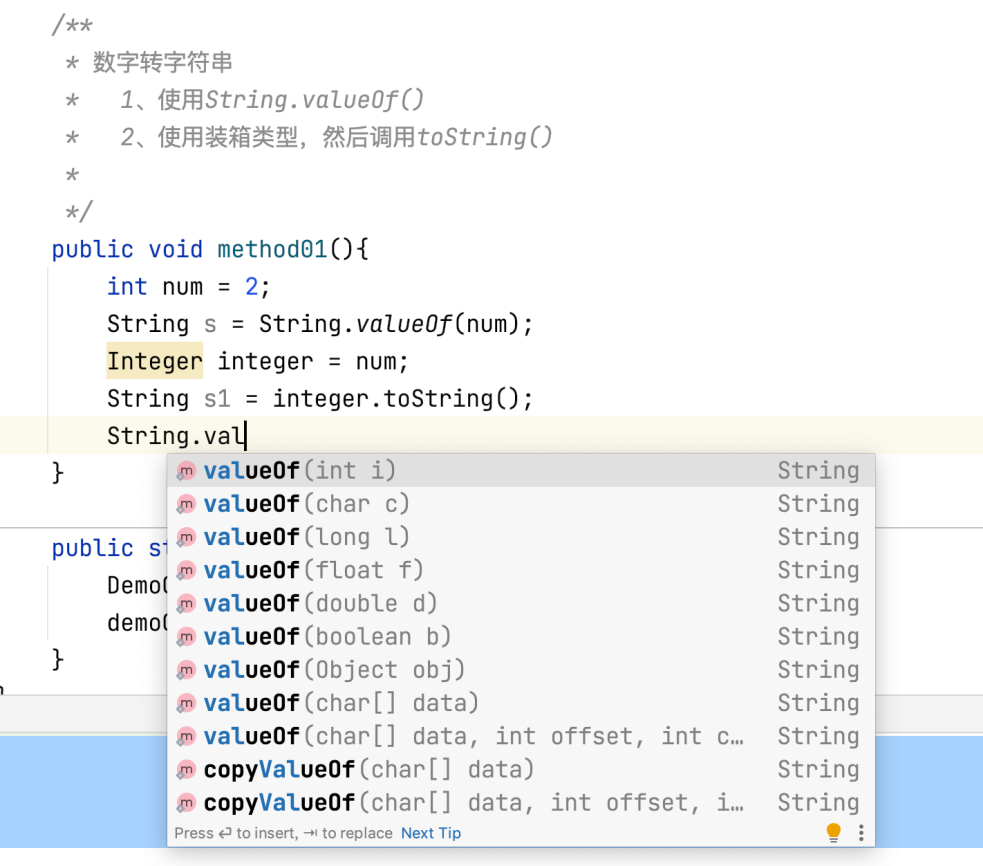 /**
* 数字转字符串
* 1、使用String.valueOf()
* 2、使用装箱类型，然后调用toString()
*
*/
public void method01(){
int num = 2;
String s = String.valueOf(num);
Integer integer = num;
String s1 = integer.toString();
String.val
}
m valueOf(int i) String
m valueOf(char c) String
m valueOf(long l) String
public st
m valueOf(float f) String
Demo
m valueOf(double d) String
demo
m valueOf(boolean b) String
}
m valueOf(Object obj) String
m valueOf(char[] data) String
m valueOf(char[] data, int offset, int c… String
m copyValueOf(char[] data) String
m copyValueOf(char[] data, int offset, i… String
Press ↵ to insert, ⇥ to replace Next Tip